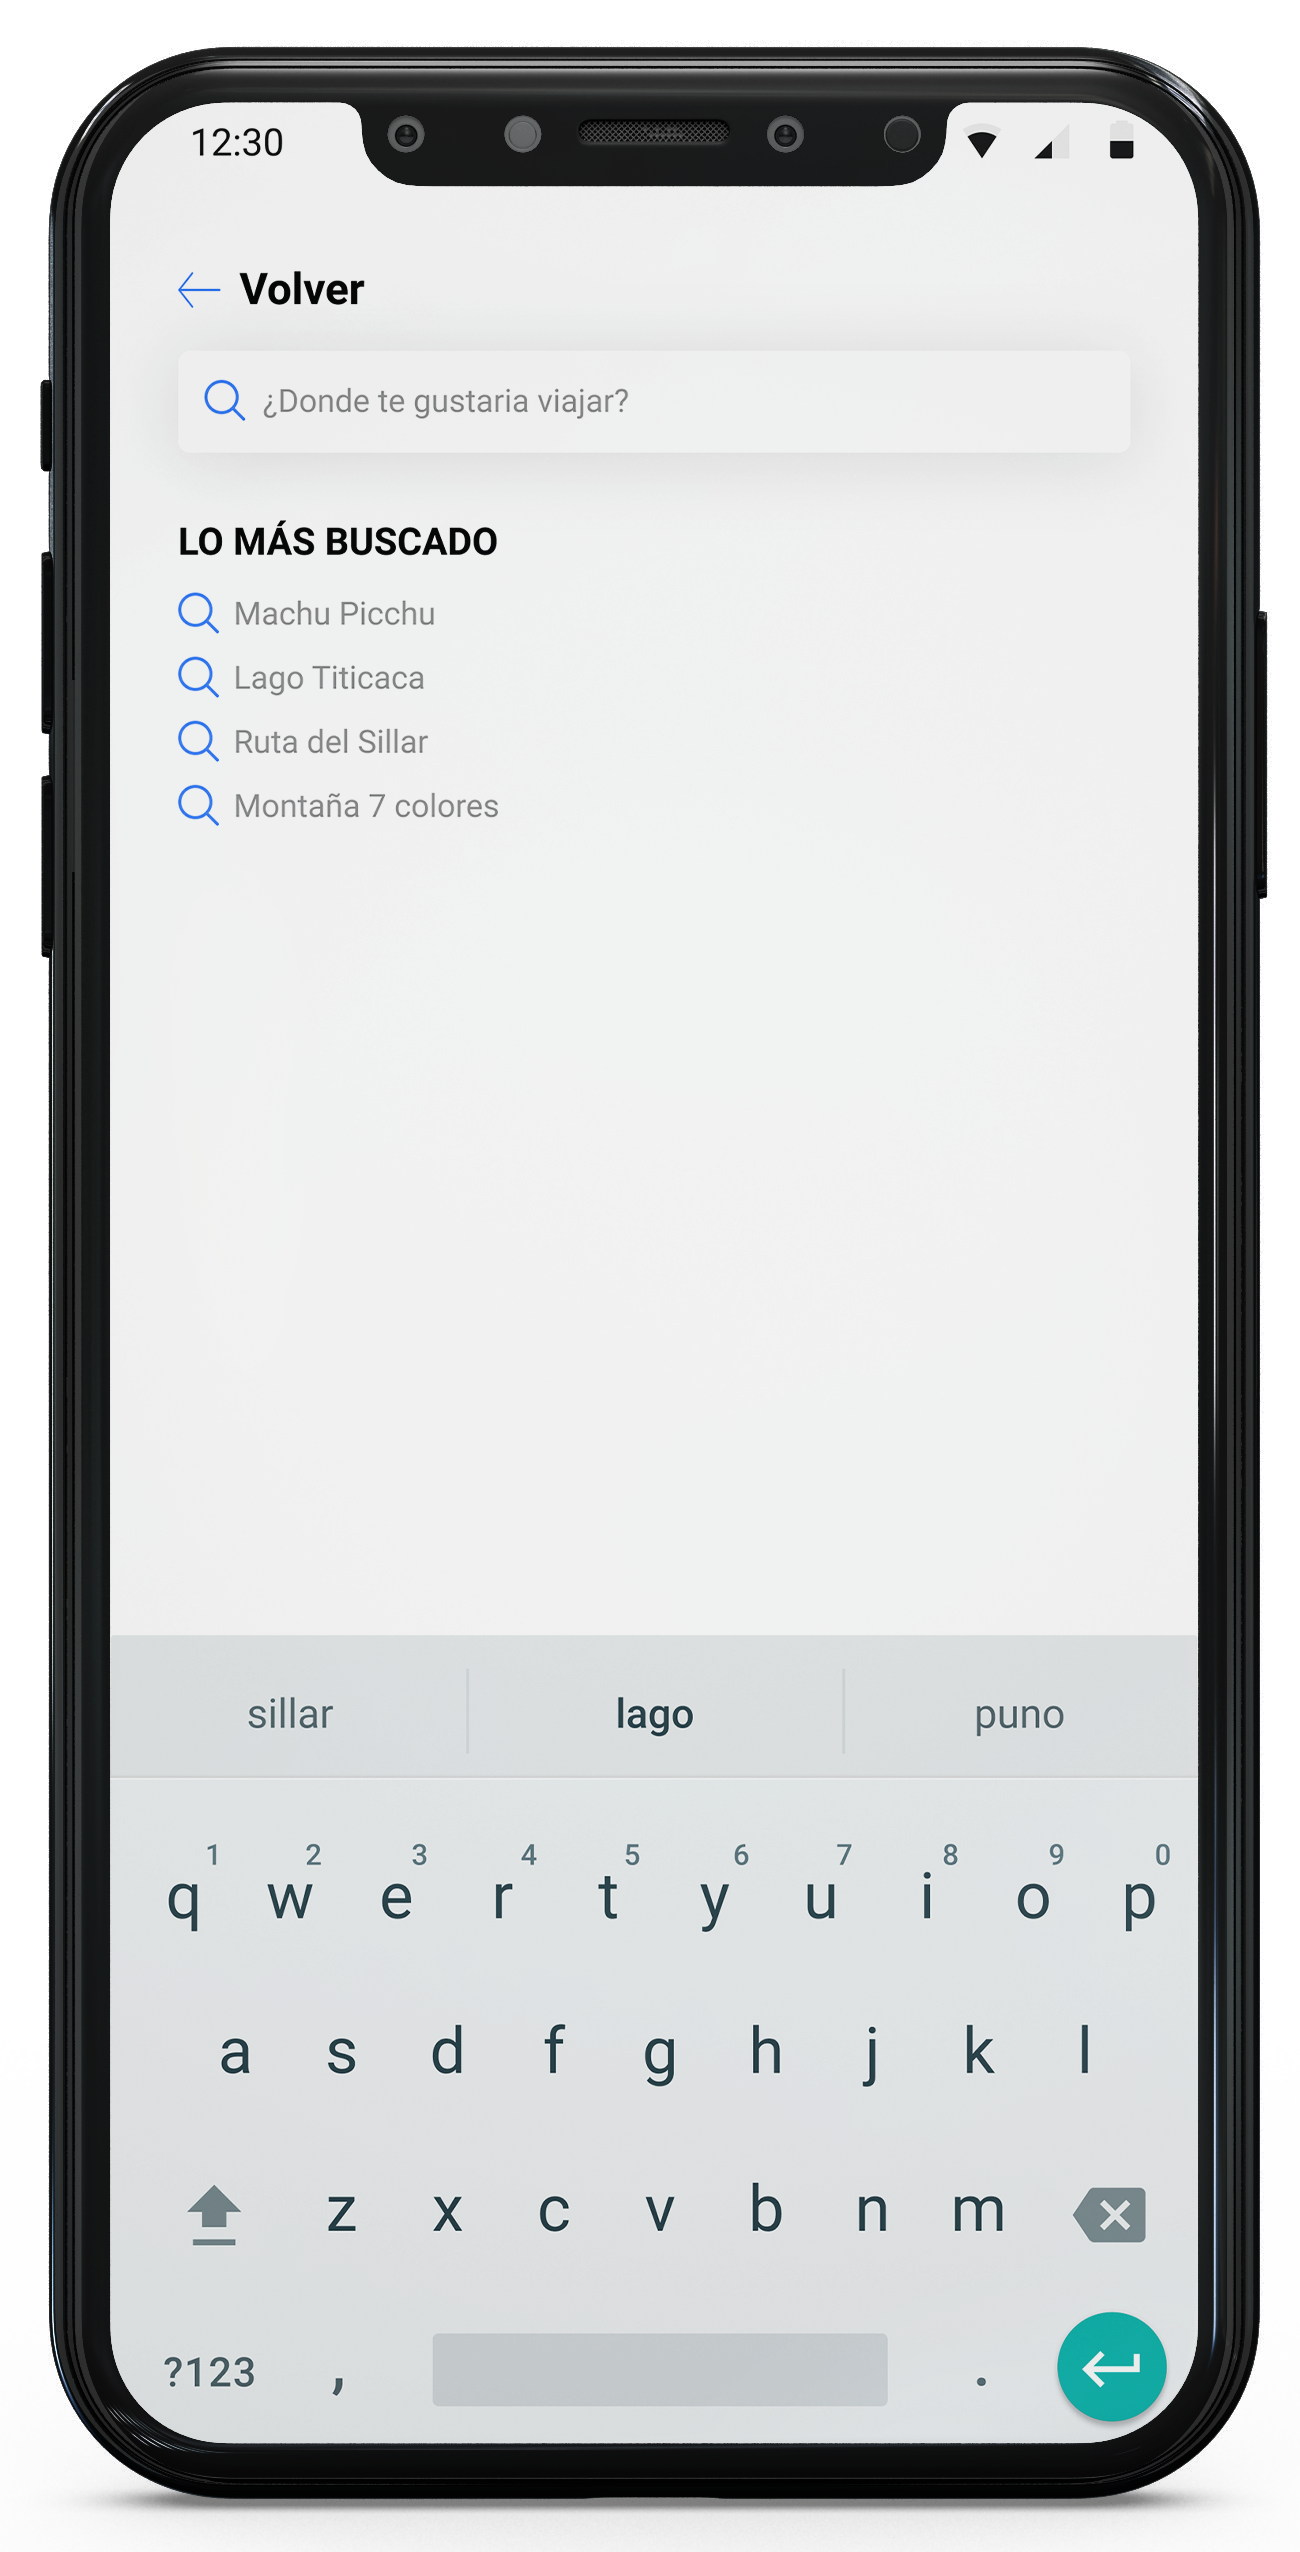 12:30
Volver
¿Donde te gustaria viajar?
LO MÁS BUSCADO
Machu Picchu
Lago Titicaca
Ruta del Sillar
Montaña 7 colores
sillar lago puno
1 2 3 4 5 6 7 8 9 0
q w e r t y u i o p
a s d f g h j k l
z x c v b n m
?123 , .